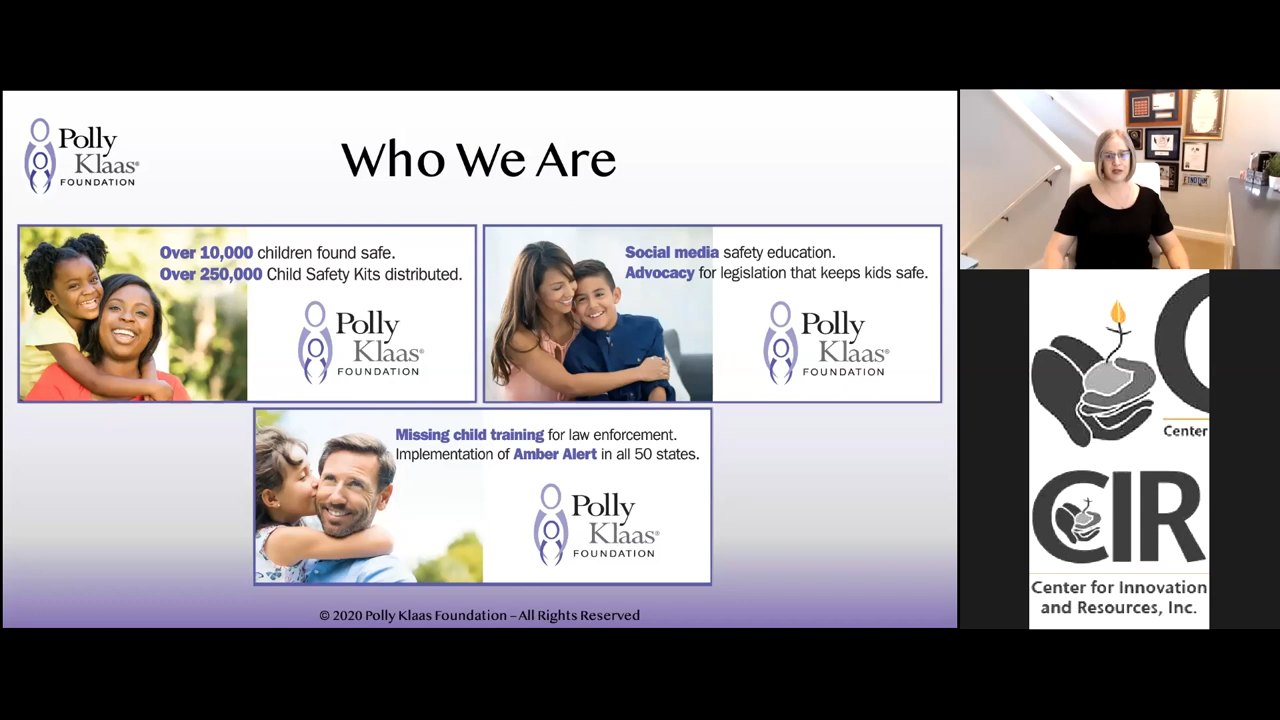 Polly
Klaas®
FOUNDATION
Who We Are
Over 10,000 children found safe.
Over 250,000 Child Safety Kits distributed.
Polly
Klaas®
FOUNDATION
Social media safety education.
Advocacy for legislation that keeps kids safe.
Polly
Klaas®
FOUNDATION
Missing child training for law enforcement.
Implementation of Amber Alert in all 50 states.
Polly
Klaas®
FOUNDATION
© 2020 Polly Klaas Foundation – All Rights Reserved
Center
CIR
Center for Innovation
and Resources, Inc.